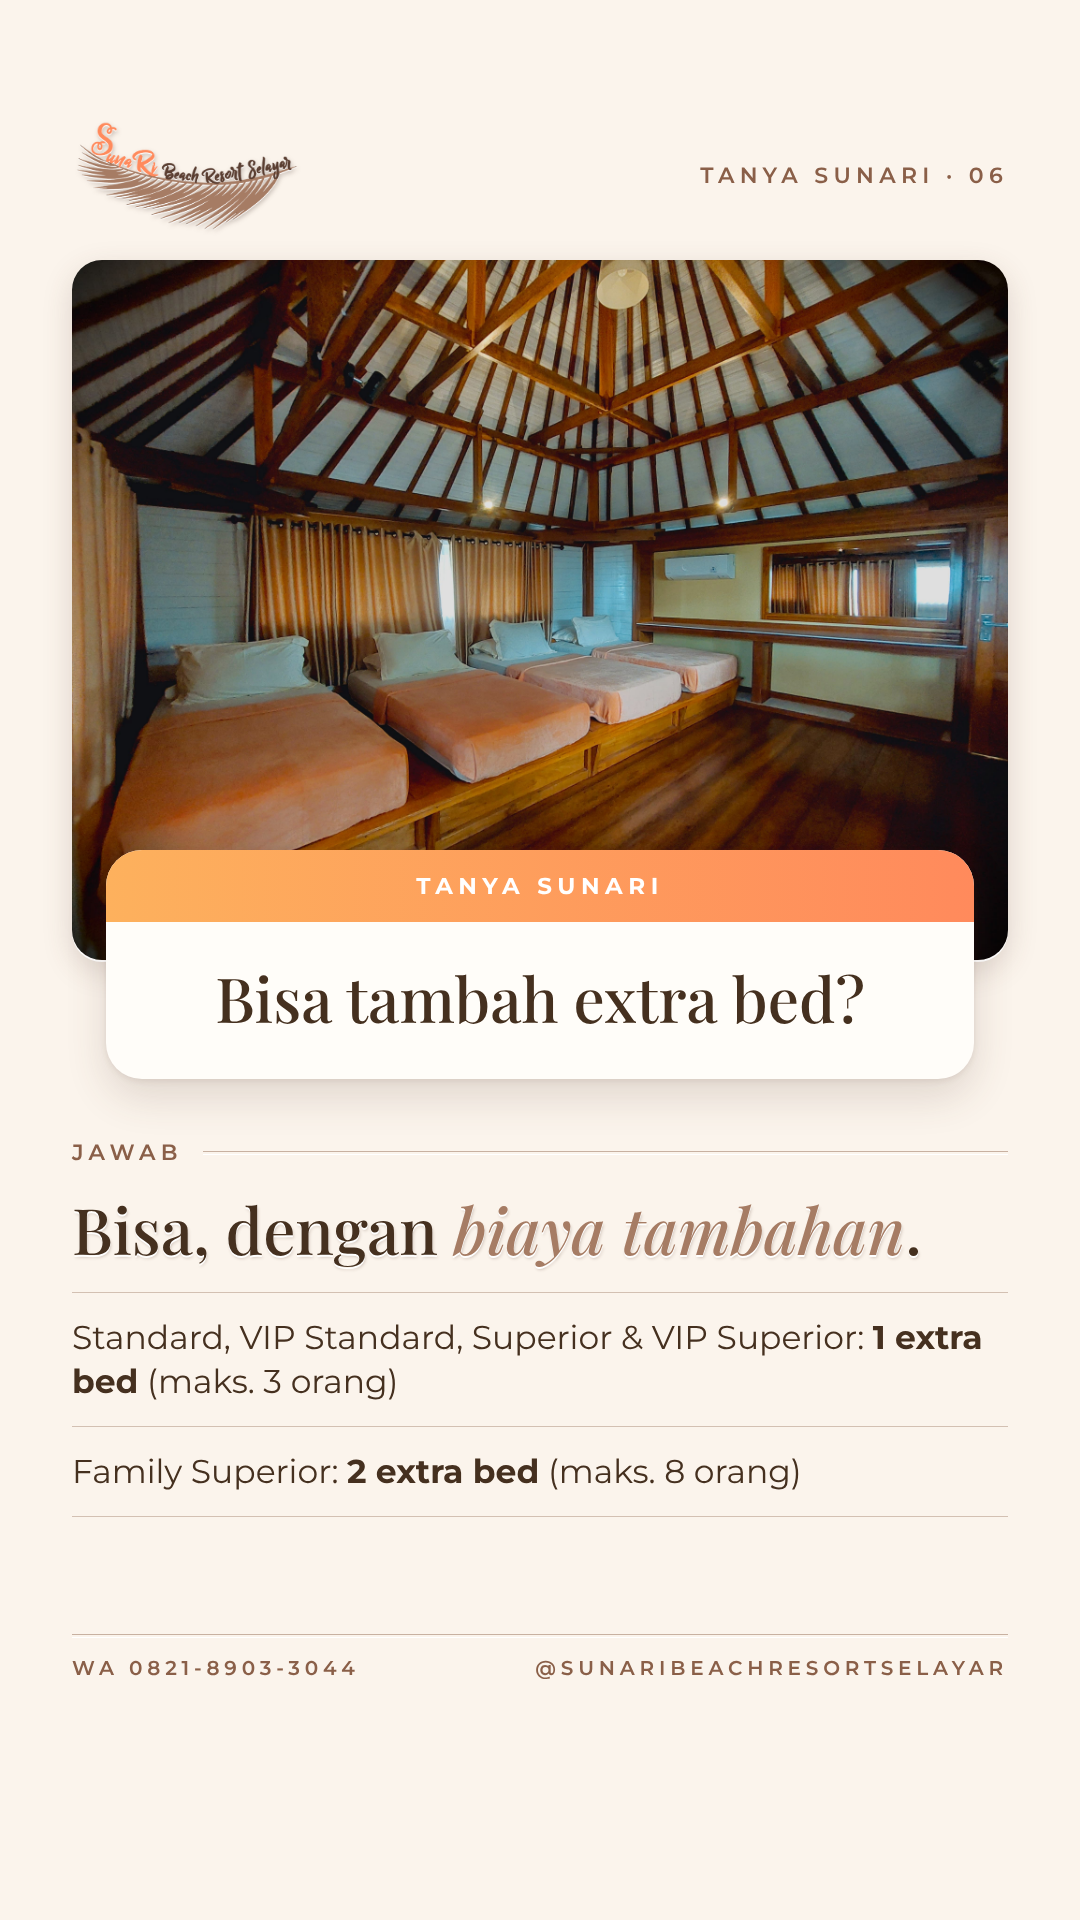 SunaRi Beach Resort Selayar
TANYA SUNARI · 06
TANYA SUNARI
Bisa tambah extra bed?
JAWAB
Bisa, dengan biaya tambahan.
Standard, VIP Standard, Superior & VIP Superior: 1 extra
bed (maks. 3 orang)
Family Superior: 2 extra bed (maks. 8 orang)
WA 0821-8903-3044
@SUNARIBEACHRESORTSELAYAR